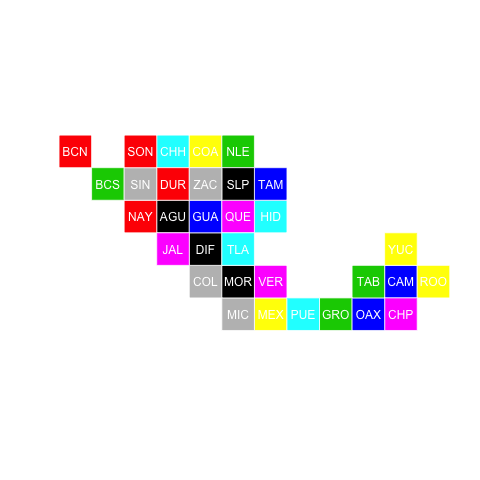 BCN SON CHH COA NLE
BCS SIN DUR ZAC SLP TAM
NAY AGU GUA QUE HID
JAL DIF TLA YUC
COL MOR VER TAB CAM ROO
MIC MEX PUE GRO OAX CHP